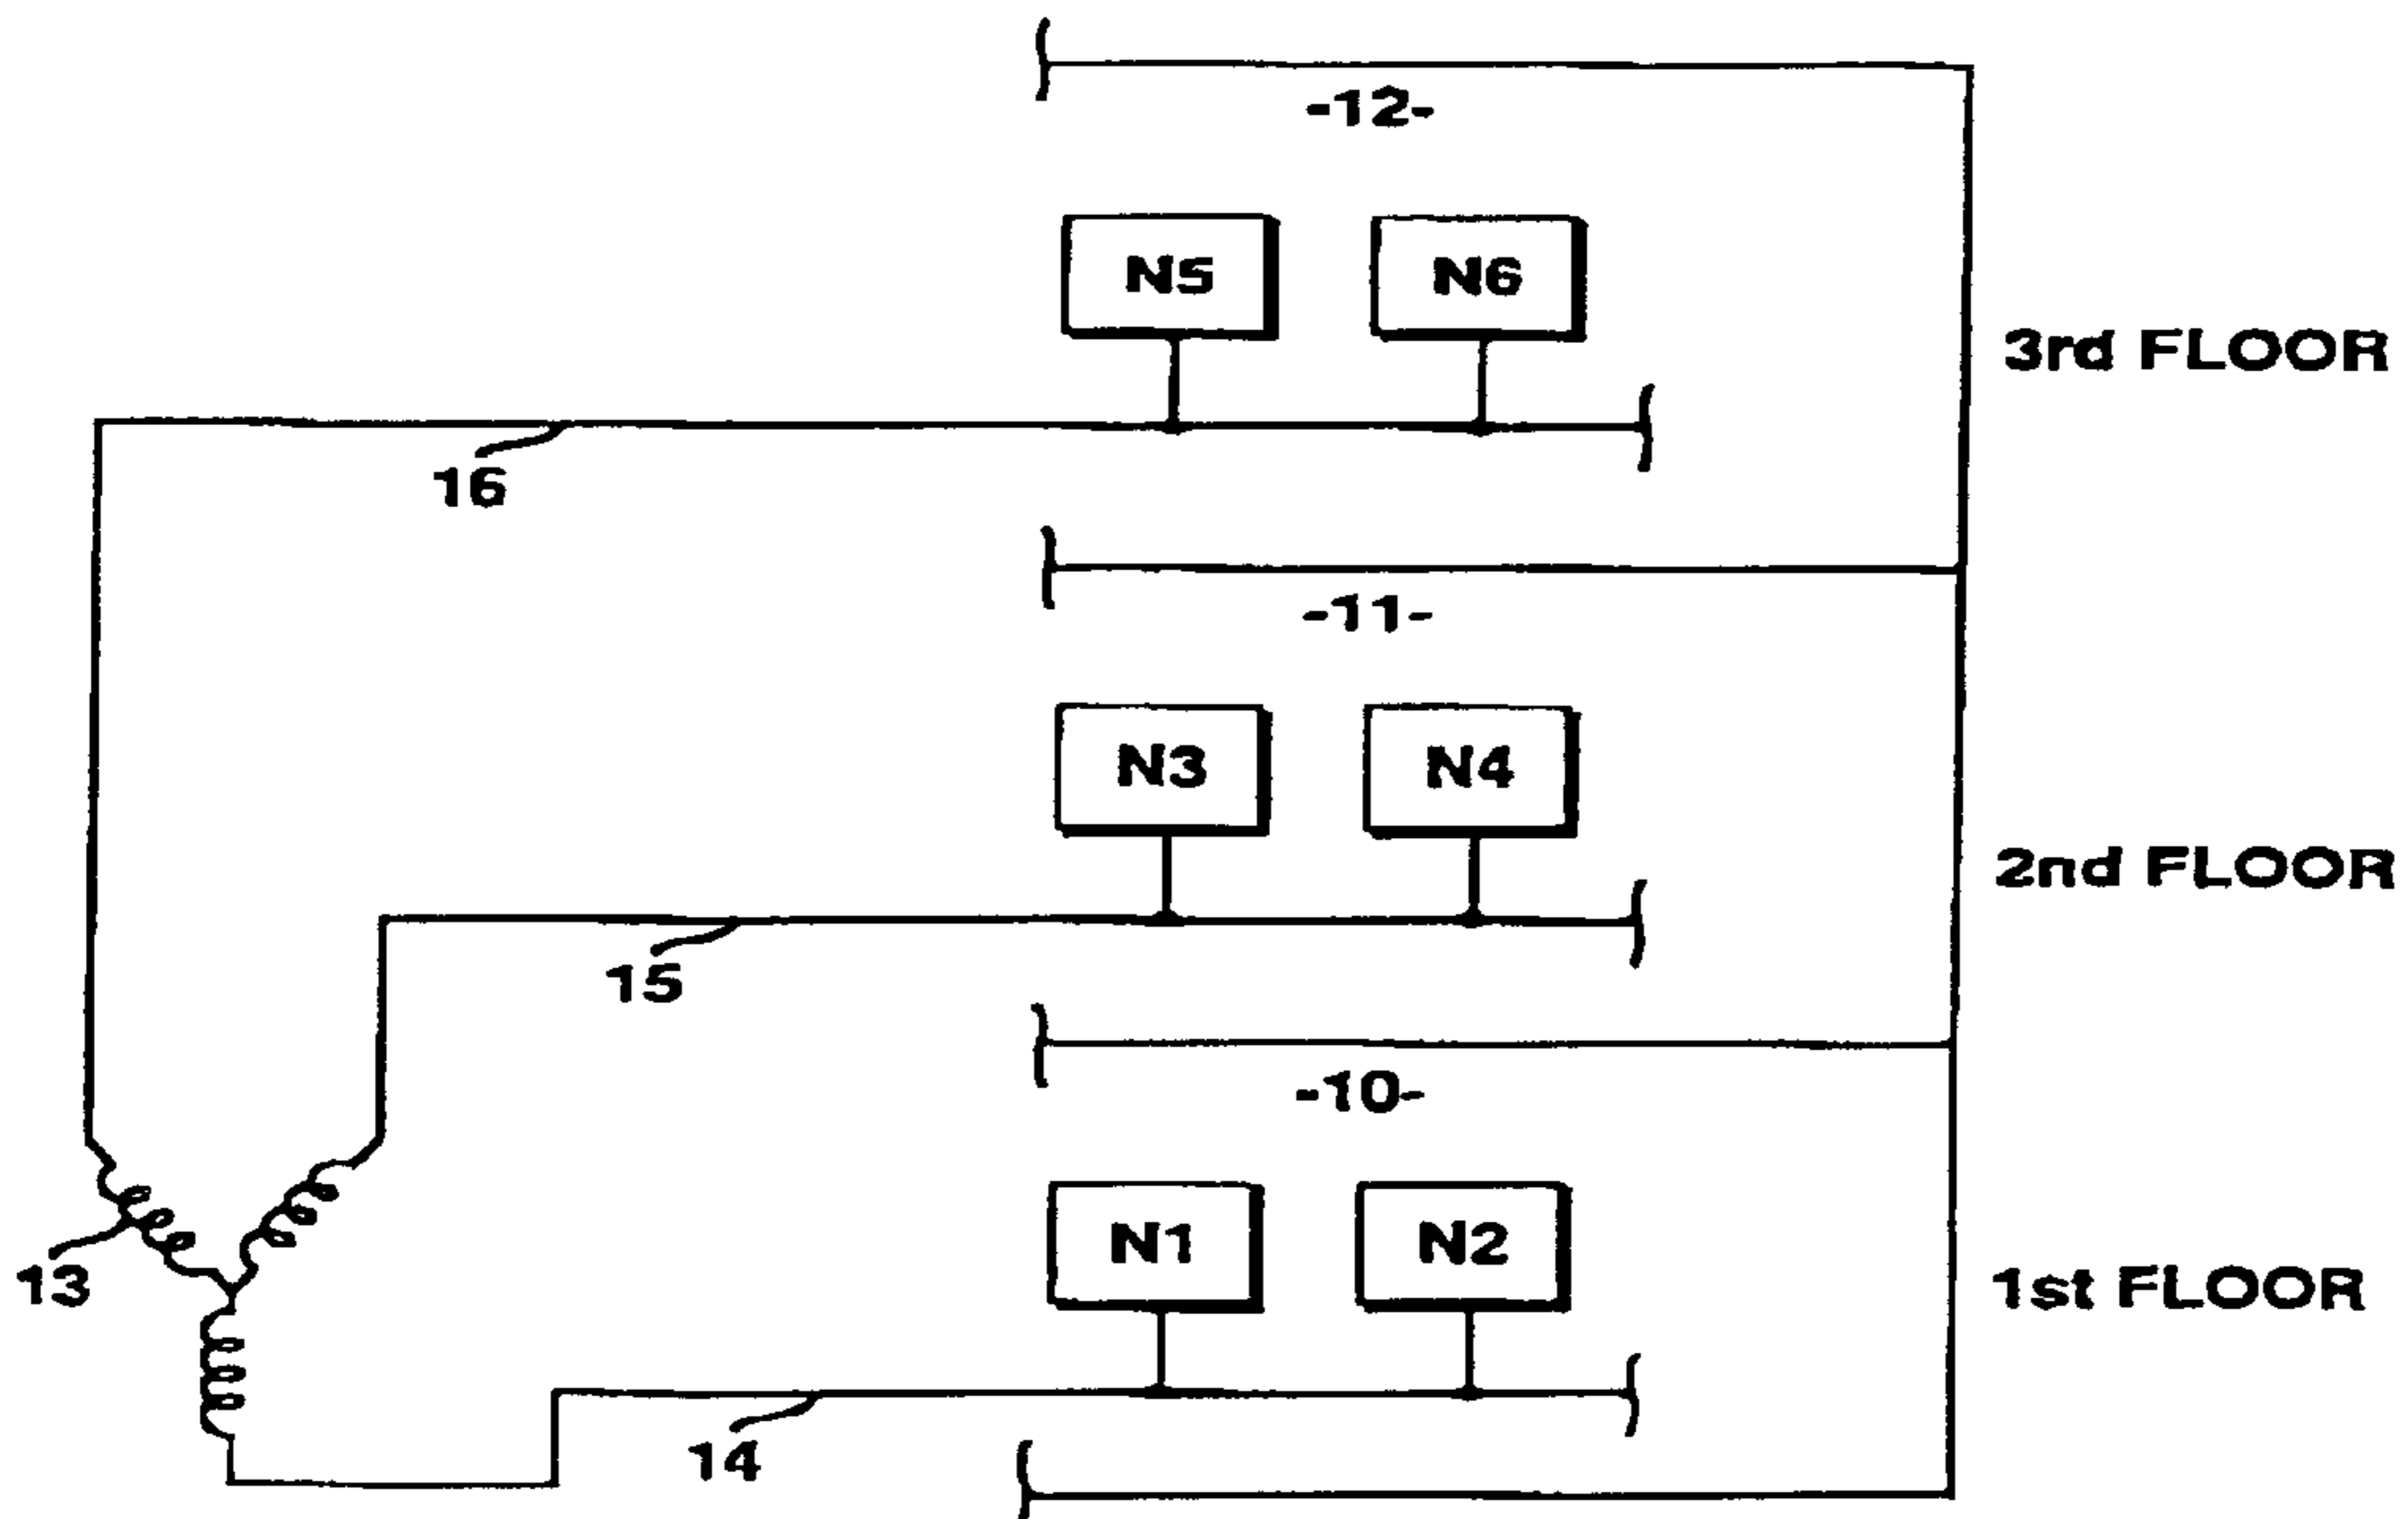 -12-
N5 N6
3rd FLOOR
16
-11-
N3 N4
2nd FLOOR
15
-10-
N1 N2
13
1st FLOOR
14